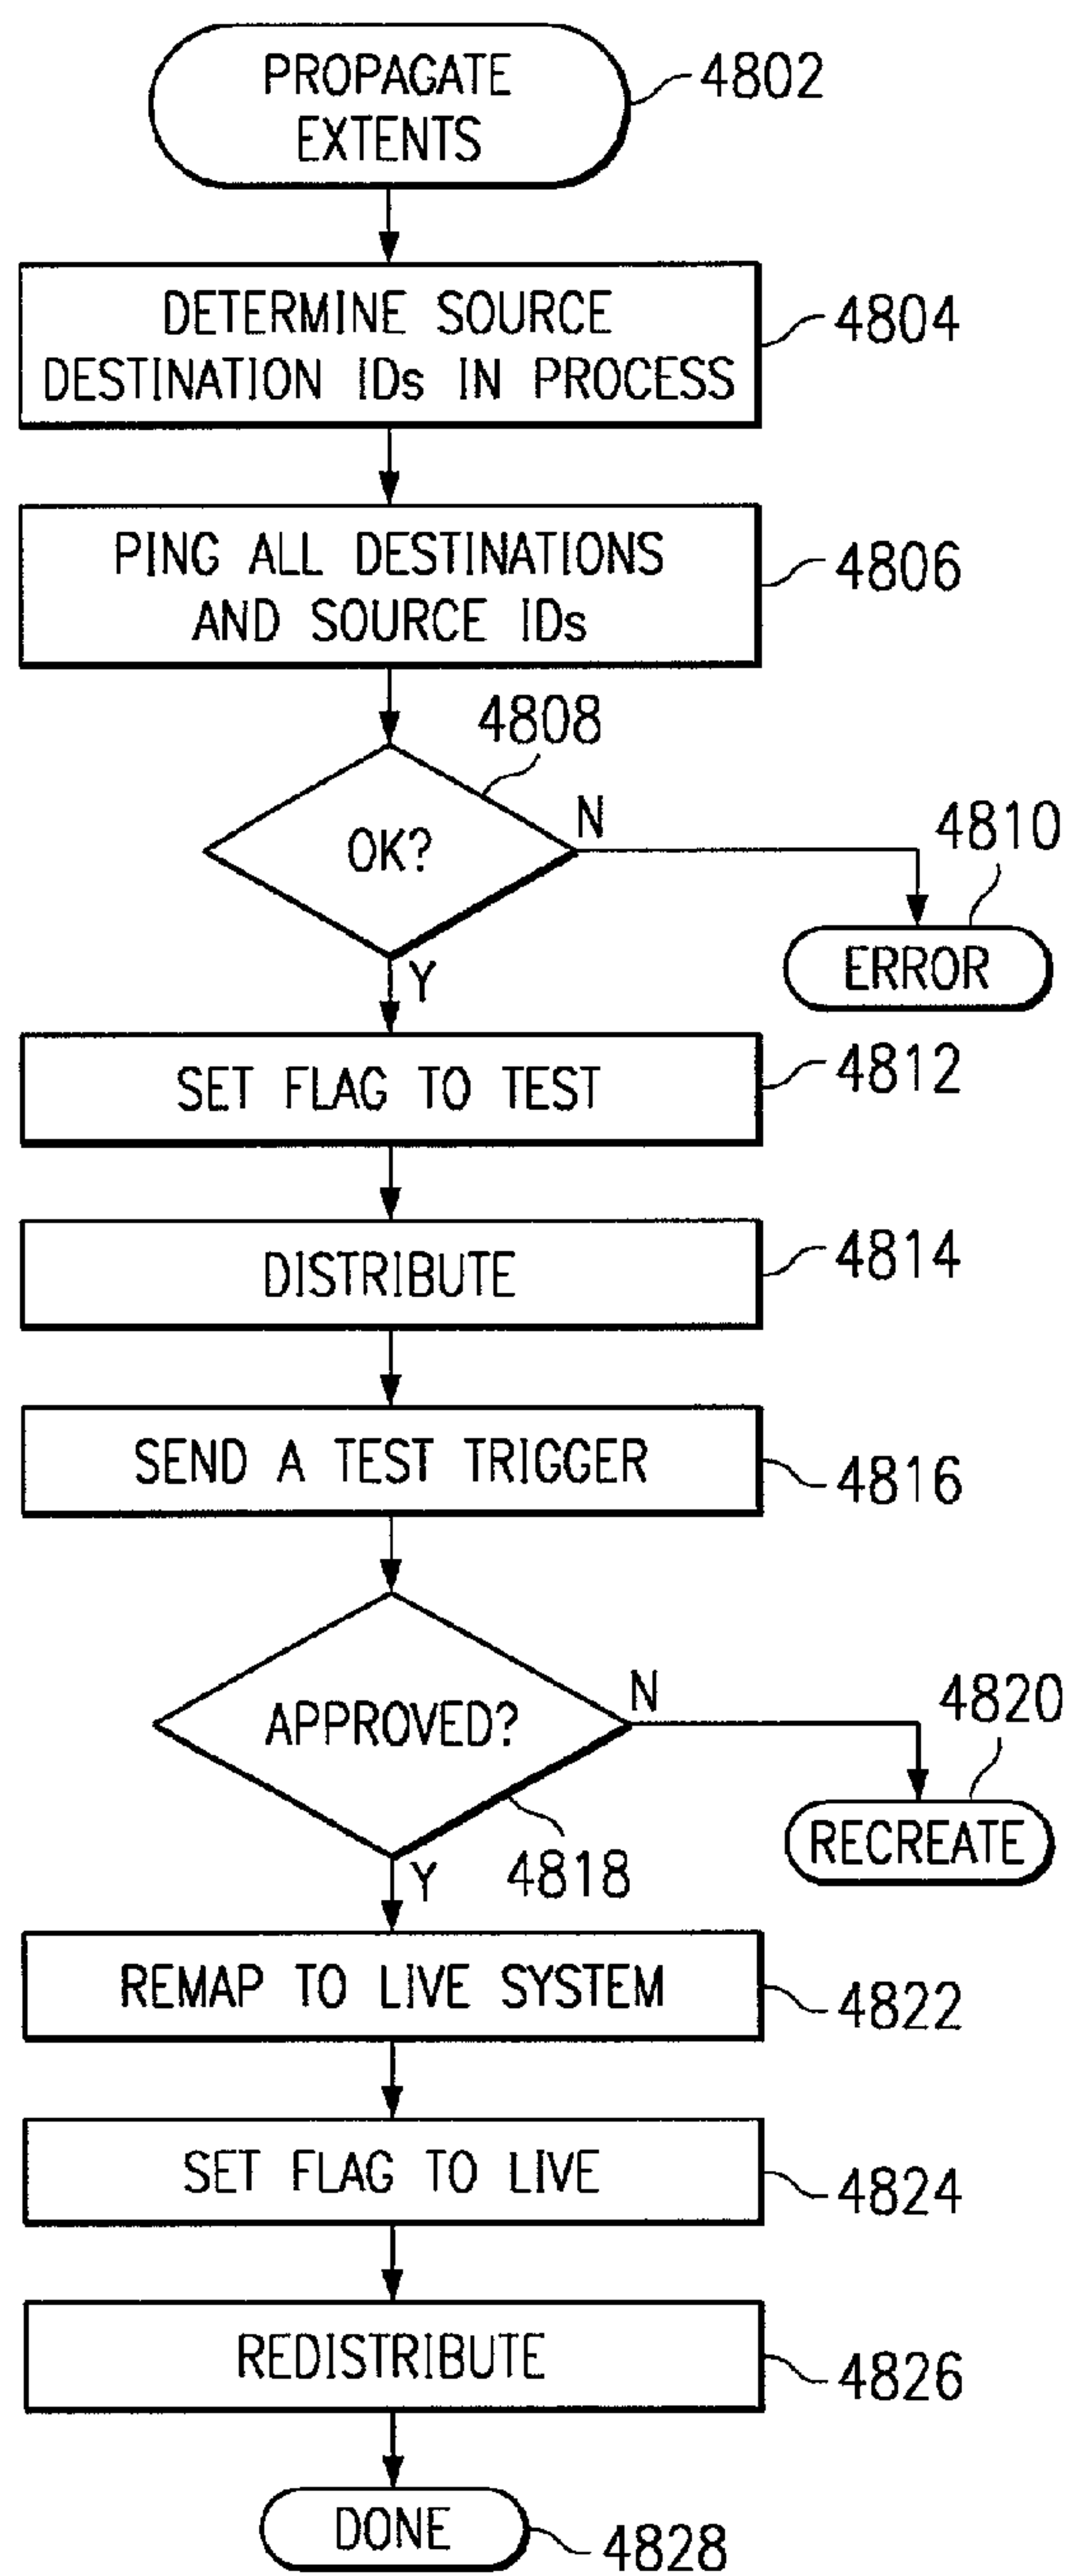 PROPAGATE
EXTENTS
4802
DETERMINE SOURCE
DESTINATION IDs IN PROCESS
4804
PING ALL DESTINATIONS
AND SOURCE IDs
4806
4808
OK?
N
4810
ERROR
Y
SET FLAG TO TEST
4812
DISTRIBUTE
4814
SEND A TEST TRIGGER
4816
APPROVED?
N
4820
RECREATE
4818
Y
REMAP TO LIVE SYSTEM
4822
SET FLAG TO LIVE
4824
REDISTRIBUTE
4826
DONE
4828